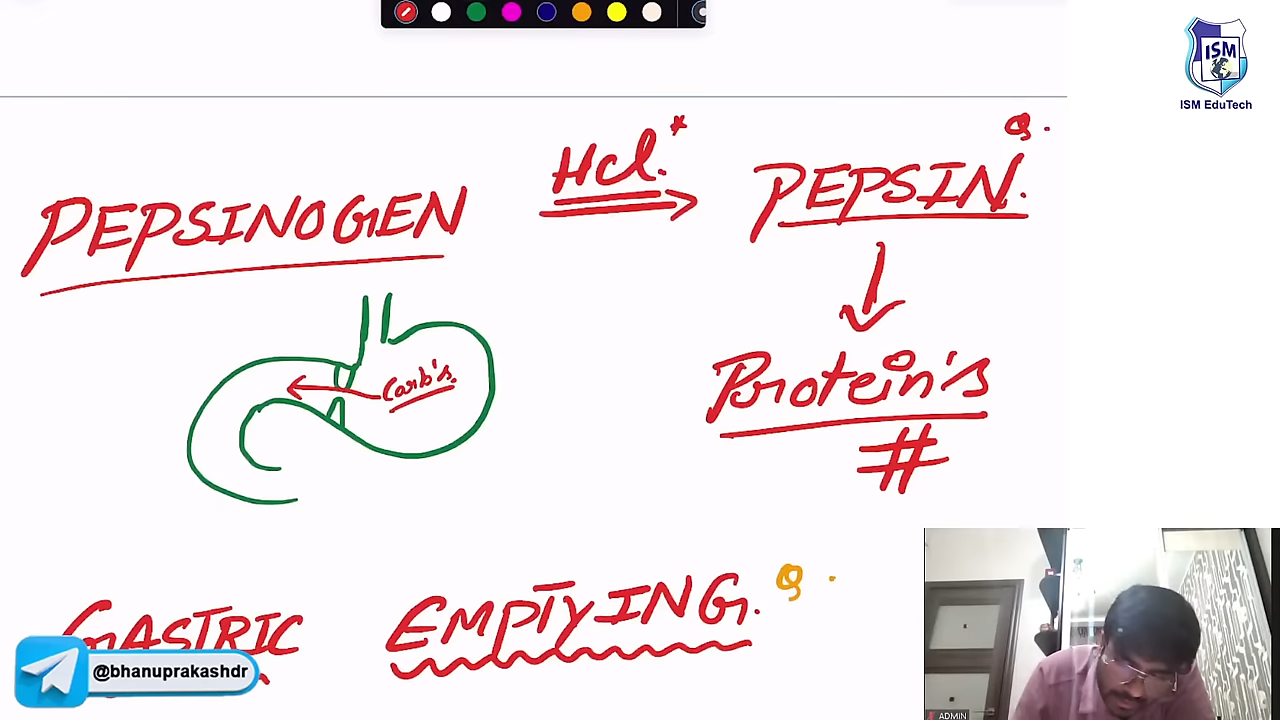 ISM
ISM EduTech
Q.
HCl.*
PEPSINOGEN
PEPSIN.
Carb's.
Protein's
#
GASTRIC EMPTYING. Q.
@bhanuprakashdr
ADMIN